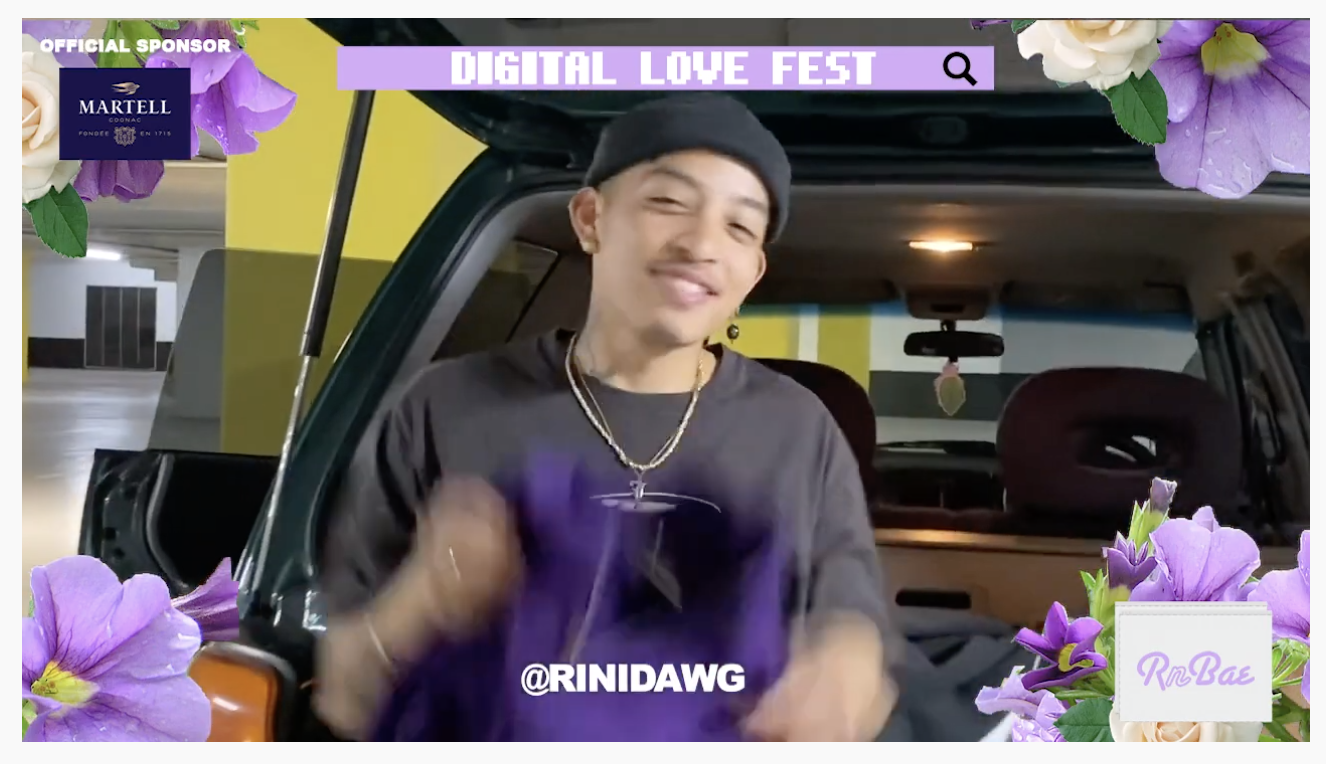 OFFICIAL SPONSOR
MARTELL
COGNAC
FONDÉE EN 1715
DIGITAL LOVE FEST
@RINIDAWG
RnBae